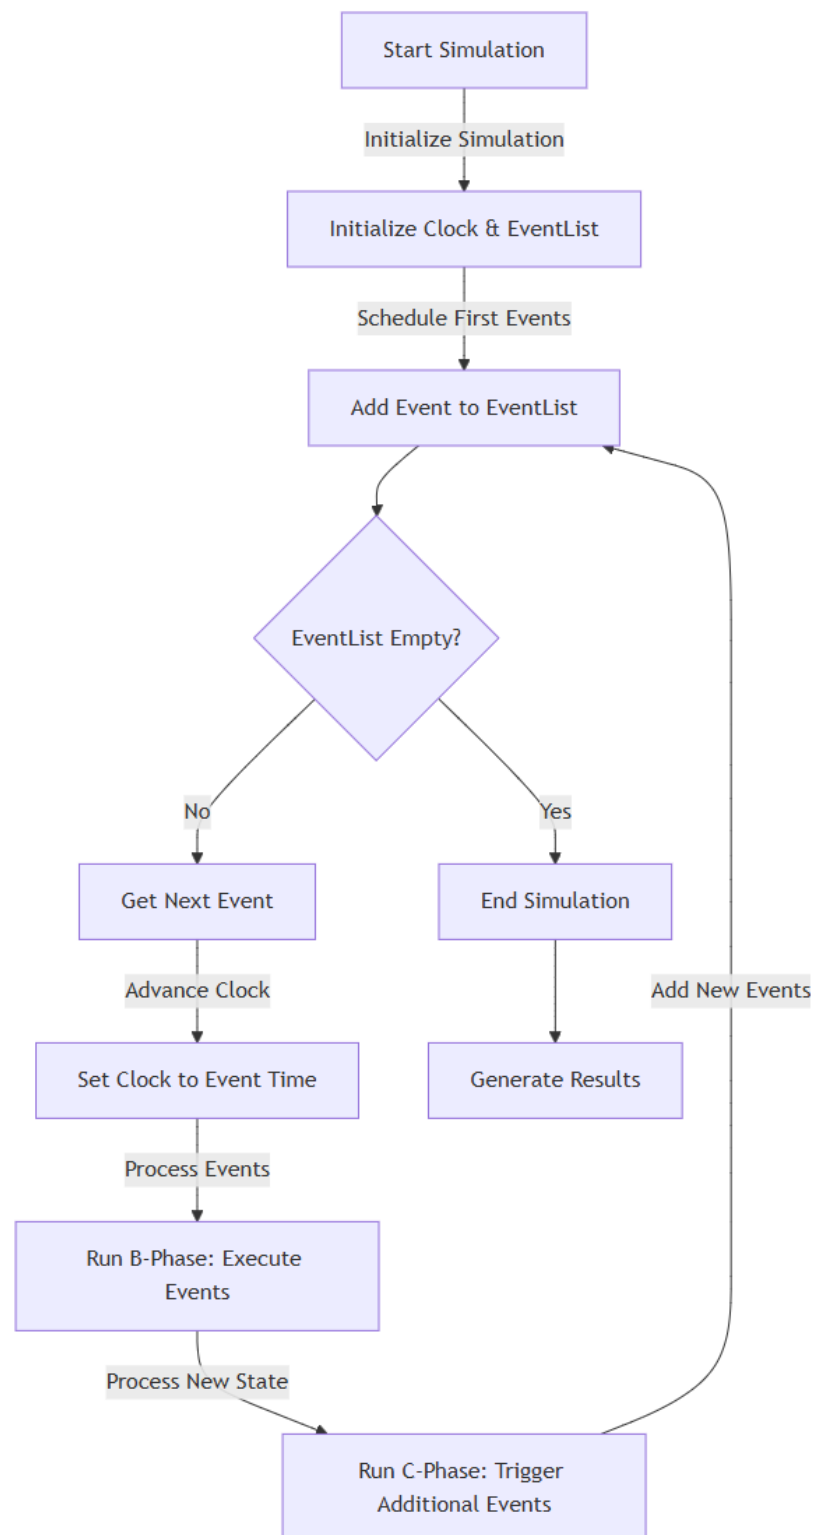 Start Simulation
Initialize Simulation
Initialize Clock & EventList
Schedule First Events
Add Event to EventList
EventList Empty?
No
Yes
Get Next Event
End Simulation
Advance Clock
Add New Events
Set Clock to Event Time
Generate Results
Process Events
Run B-Phase: Execute
Events
Process New State
Run C-Phase: Trigger
Additional Events